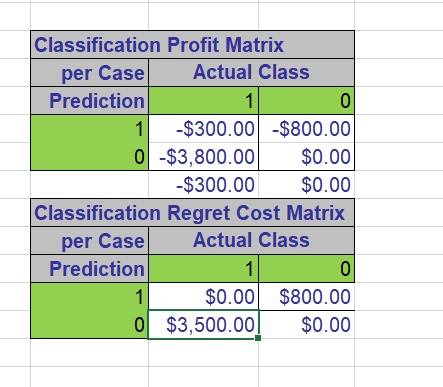 Classification Profit Matrix
per Case Actual Class
Prediction 1 0
1 -$300.00 -$800.00
0 -$3,800.00 $0.00
-$300.00 $0.00
Classification Regret Cost Matrix
per Case Actual Class
Prediction 1 0
1 $0.00 $800.00
0 $3,500.00 $0.00